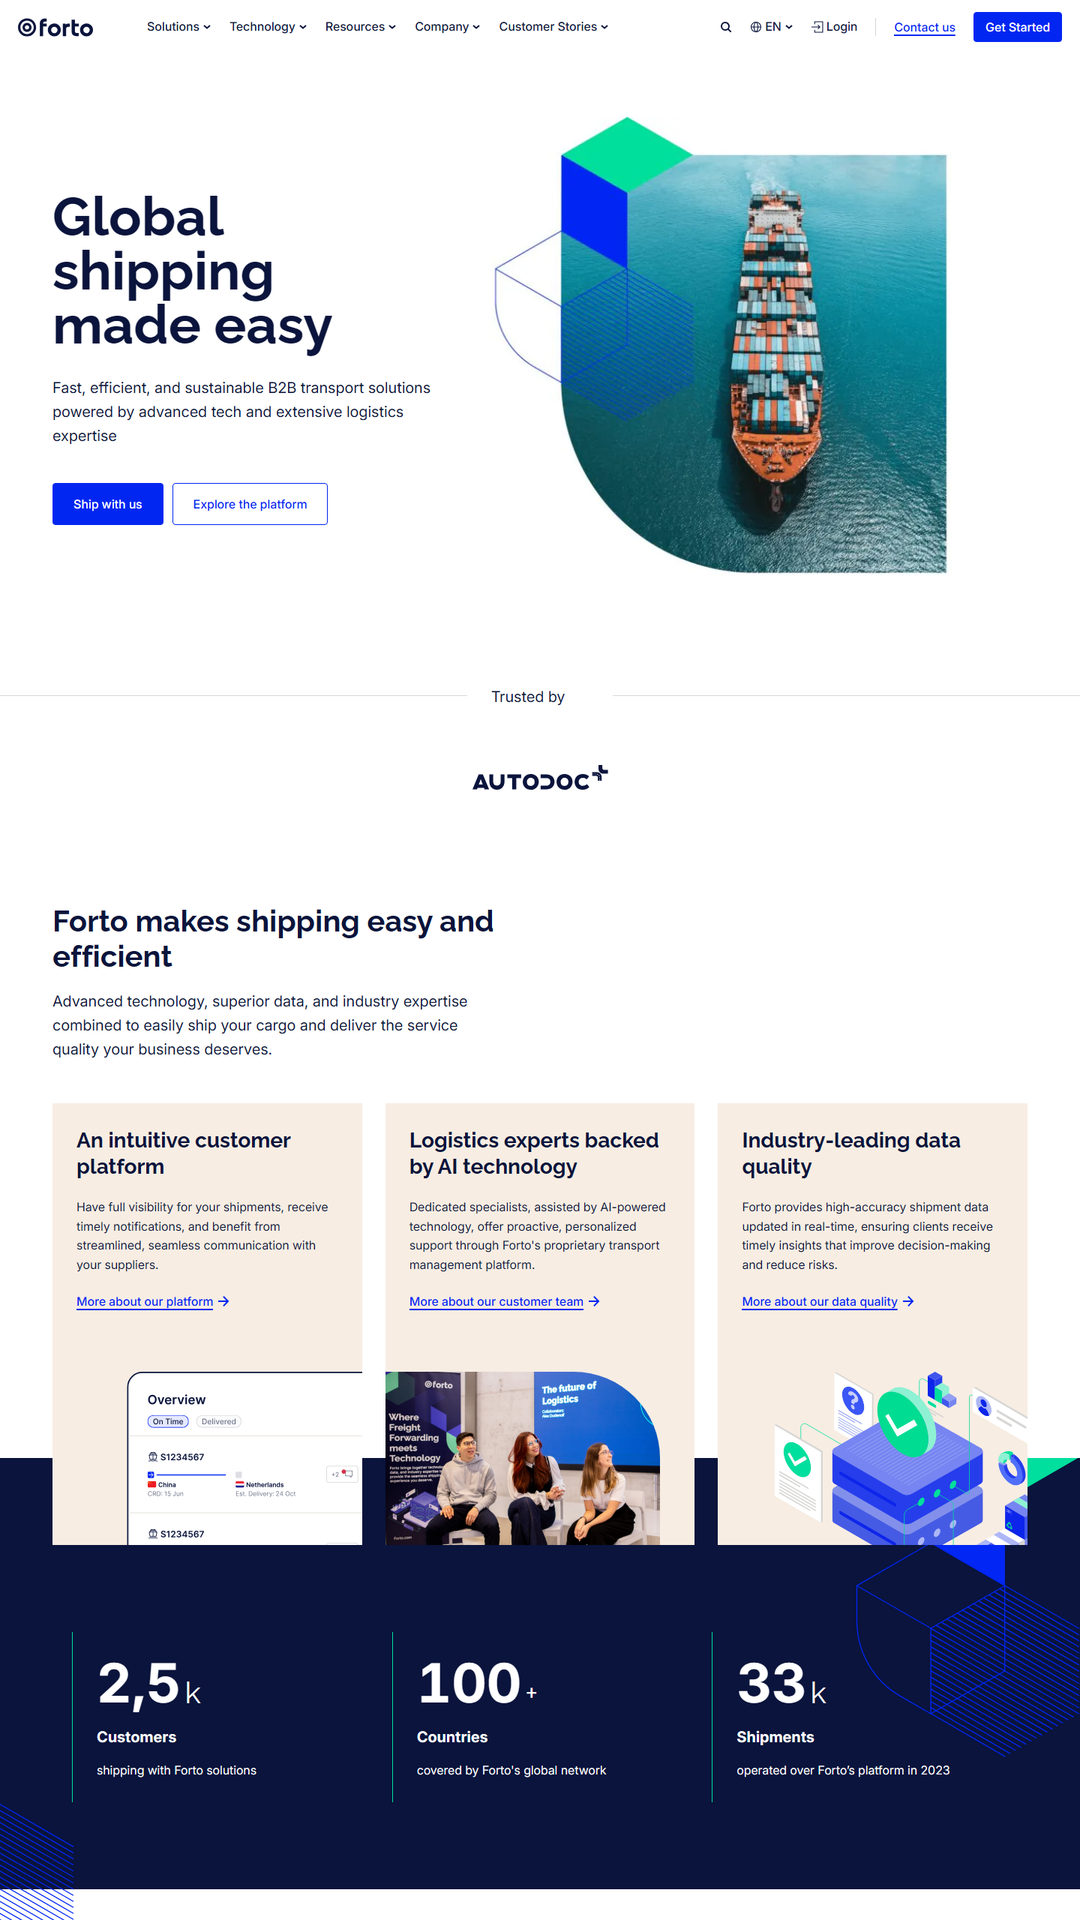 forto
Solutions
Technology
Resources
Company
Customer Stories
EN
Login
Contact us
Get Started
Global
shipping
made easy
Fast, efficient, and sustainable B2B transport solutions
powered by advanced tech and extensive logistics
expertise
Ship with us
Explore the platform
Trusted by
AUTODOC
Forto makes shipping easy and
efficient
Advanced technology, superior data, and industry expertise
combined to easily ship your cargo and deliver the service
quality your business deserves.
An intuitive customer
platform
Have full visibility for your shipments, receive
timely notifications, and benefit from
streamlined, seamless communication with
your suppliers.
More about our platform
Overview
On Time
Delivered
S1234567
China
CRD: 15 Jun
Netherlands
Est. Delivery: 24 Oct
+2
S1234567
Logistics experts backed
by AI technology
Dedicated specialists, assisted by AI-powered
technology, offer proactive, personalized
support through Forto's proprietary transport
management platform.
More about our customer team
forto
Where
Freight
Forwarding
meets
Technology
The future of
Logistics
Industry-leading data
quality
Forto provides high-accuracy shipment data
updated in real-time, ensuring clients receive
timely insights that improve decision-making
and reduce risks.
More about our data quality
?
2,5 k
Customers
shipping with Forto solutions
100 +
Countries
covered by Forto's global network
33 k
Shipments
operated over Forto’s platform in 2023